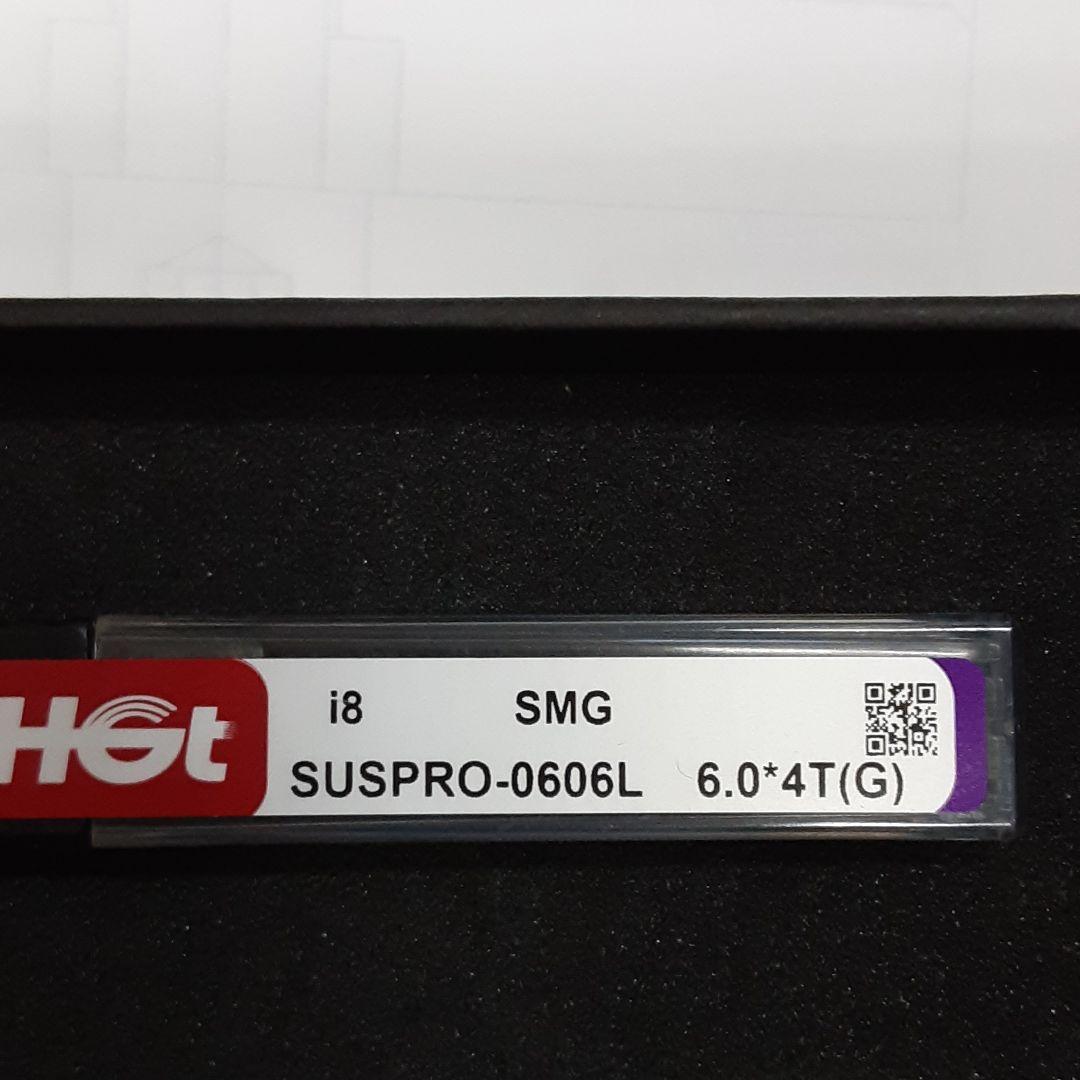 HGt
i8 SMG
SUSPRO-0606L 6.0*4T(G)